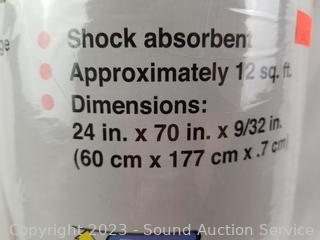 ge
Shock absorbent
Approximately 12 sq. ft.
Dimensions:
24 in. x 70 in. x 9/32 in.
(60 cm x 177 cm x .7 cm)
Copyright ©2023 - Sound Auction Service